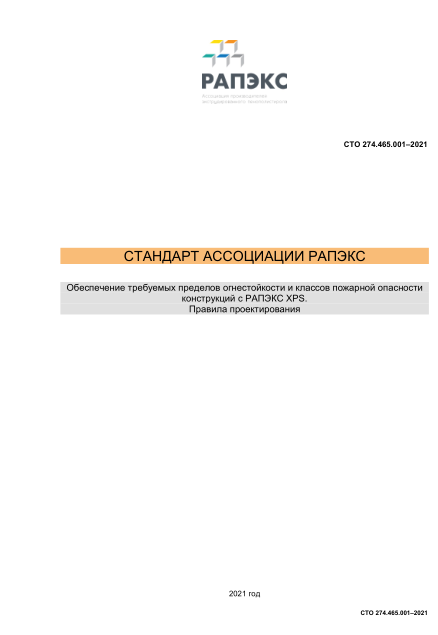 РАПЭКС
СТО 274.465.001–2021
СТАНДАРТ АССОЦИАЦИИ РАПЭКС
Обеспечение требуемых пределов огнестойкости и классов пожарной опасности
конструкций с РАПЭКС XPS.
Правила проектирования
2021 год
СТО 274.465.001–2021